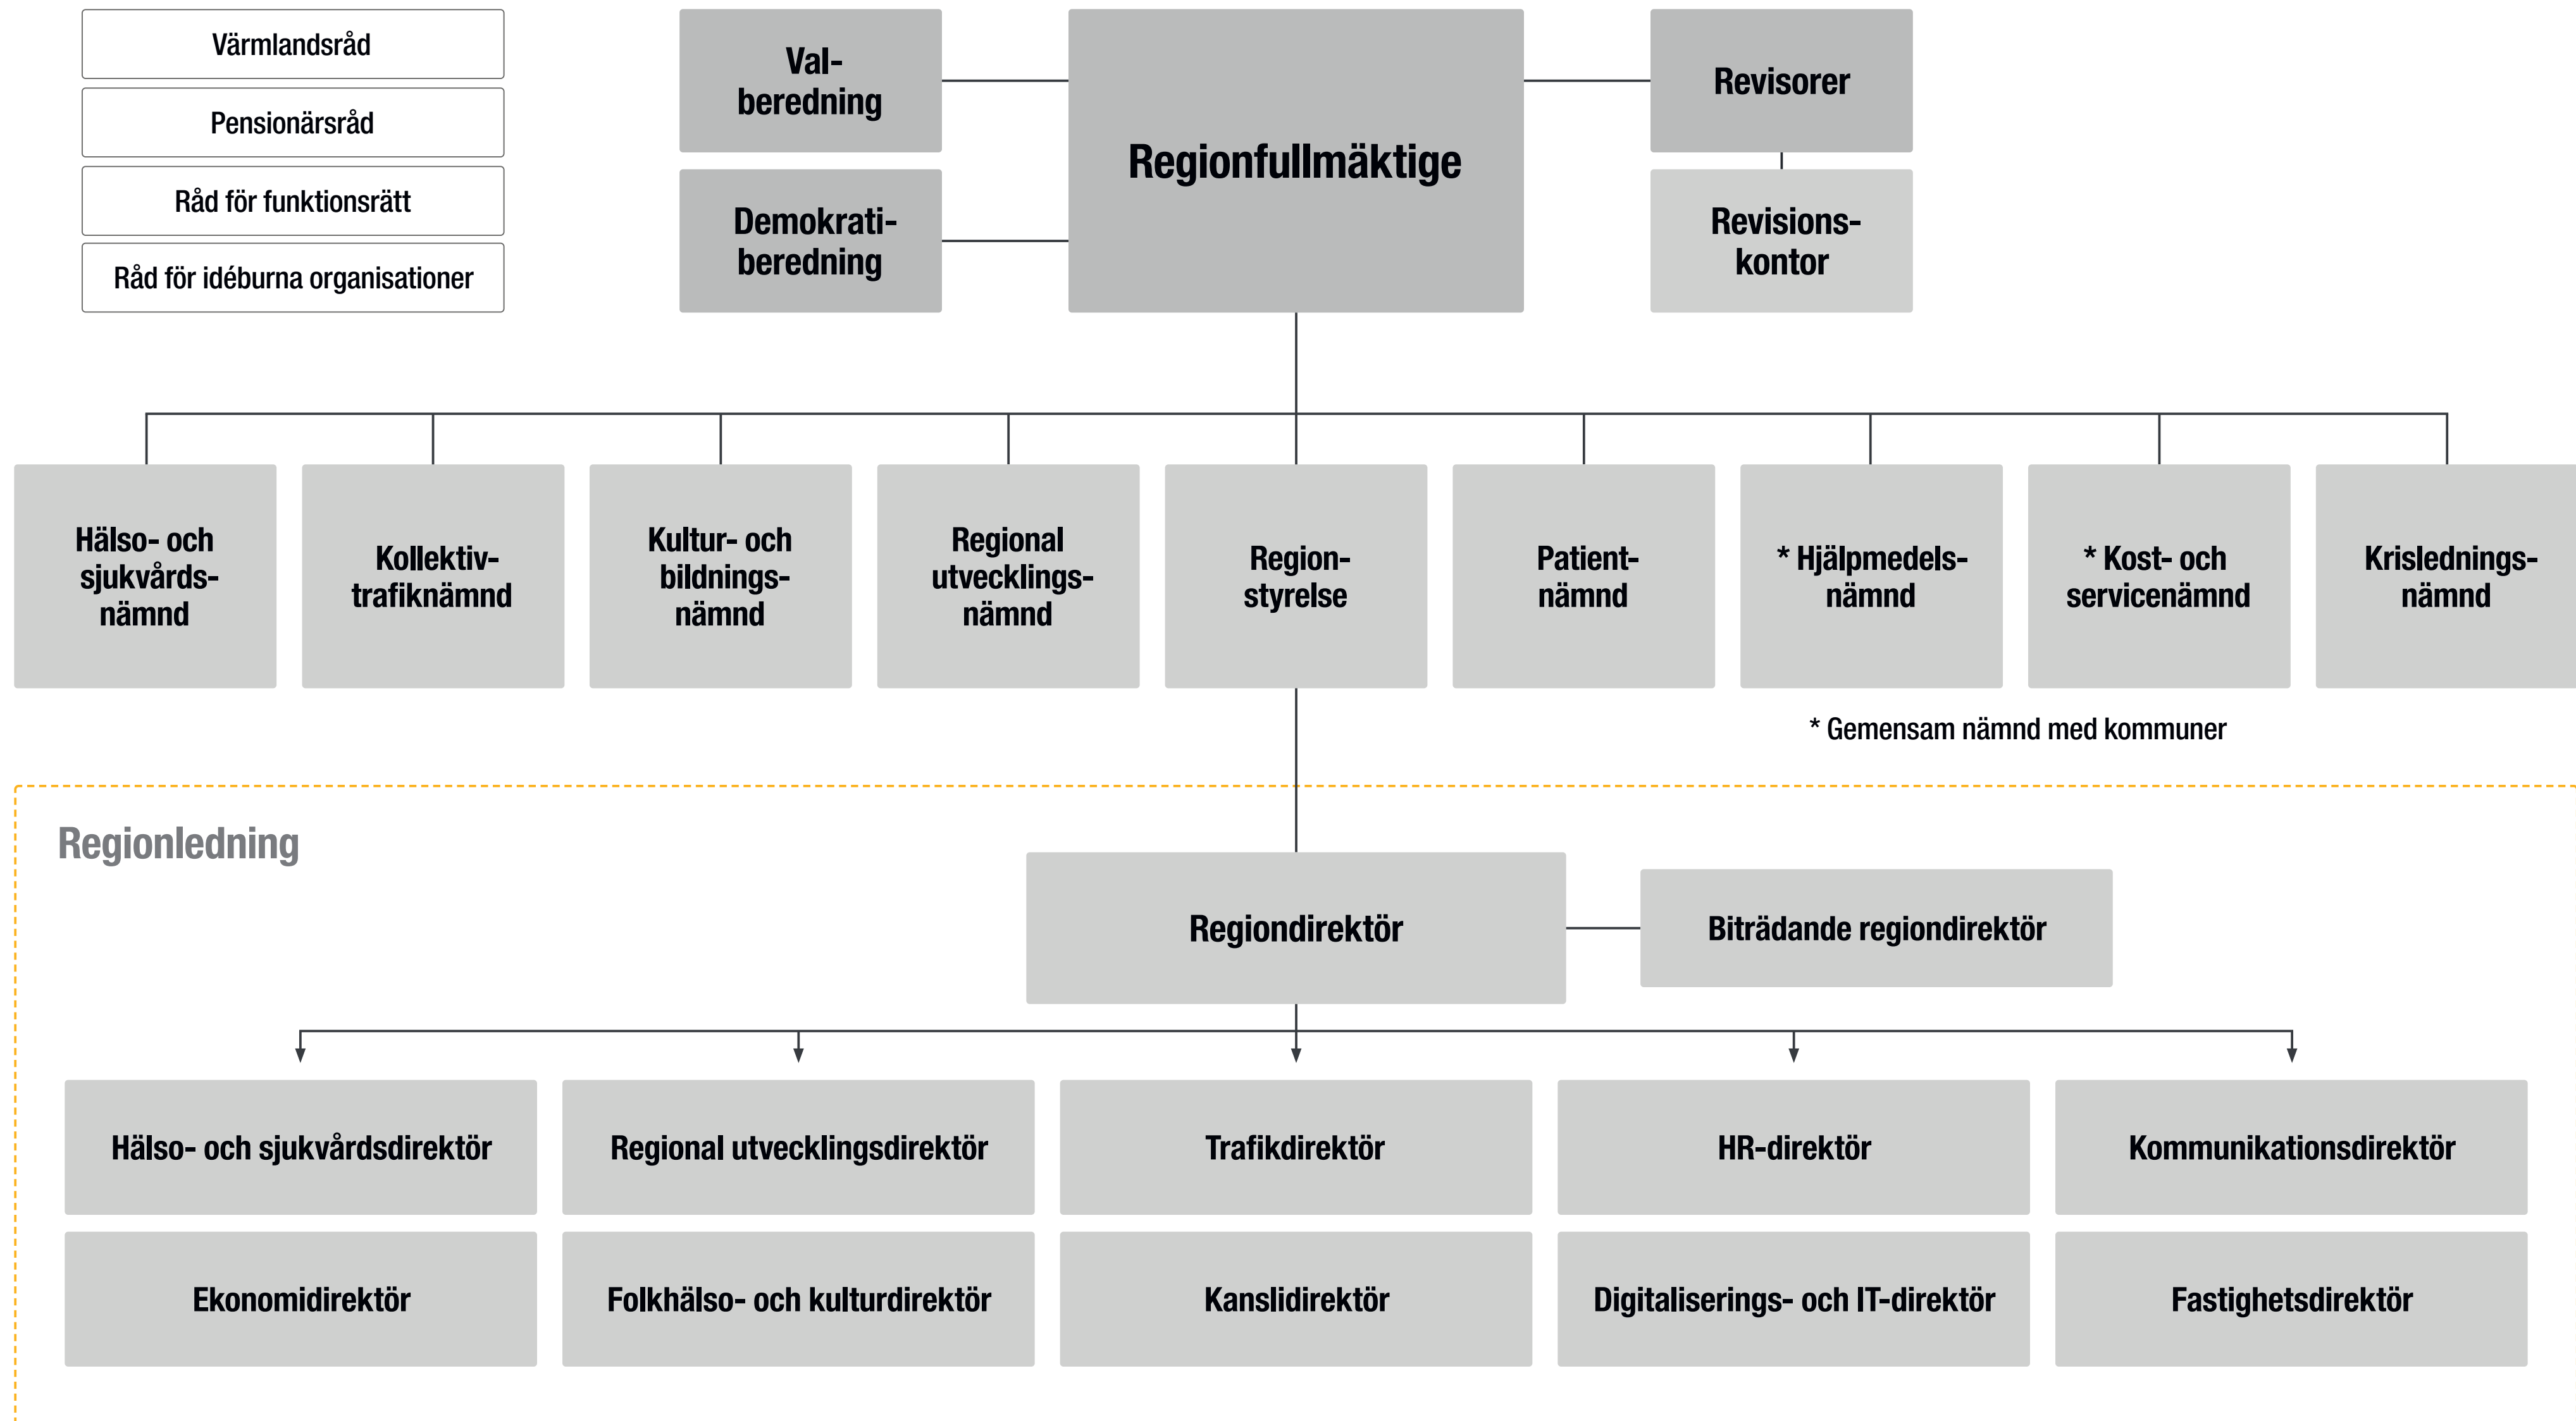 Värmlandsråd
Pensionärsråd
Råd för funktionsrätt
Råd för idéburna organisationer
Val-
beredning
Demokrati-
beredning
Regionfullmäktige
Revisorer
Revisions-
kontor
Hälso- och
sjukvårds-
nämnd
Kollektiv-
trafiknämnd
Kultur- och
bildnings-
nämnd
Regional
utvecklings-
nämnd
Region-
styrelse
Patient-
nämnd
* Hjälpmedels-
nämnd
* Kost- och
servicenämnd
Krislednings-
nämnd
* Gemensam nämnd med kommuner
Regionledning
Regiondirektör
Biträdande regiondirektör
Hälso- och sjukvårdsdirektör
Regional utvecklingsdirektör
Trafikdirektör
HR-direktör
Kommunikationsdirektör
Ekonomidirektör
Folkhälso- och kulturdirektör
Kanslidirektör
Digitaliserings- och IT-direktör
Fastighetsdirektör